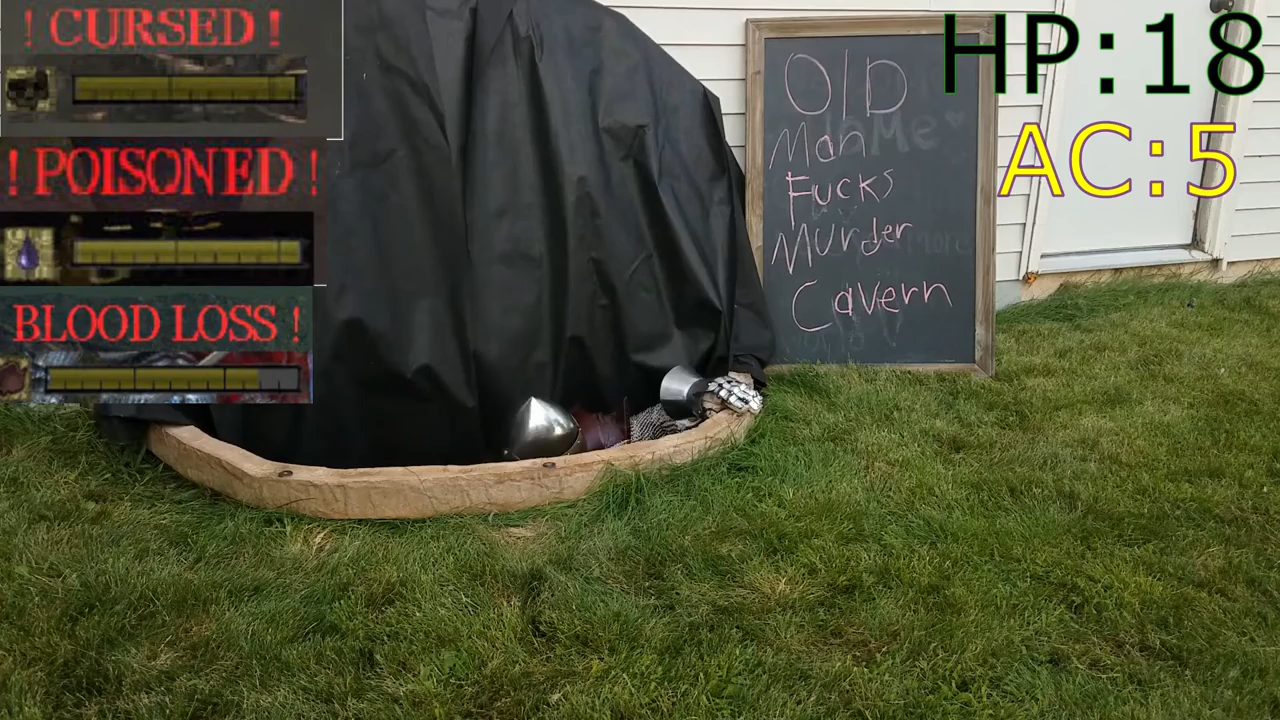 ! CURSED !
! POISONED !
BLOOD LOSS !
OlD
Man
Fucks
Murder
Cavern
HP:18
AC:5